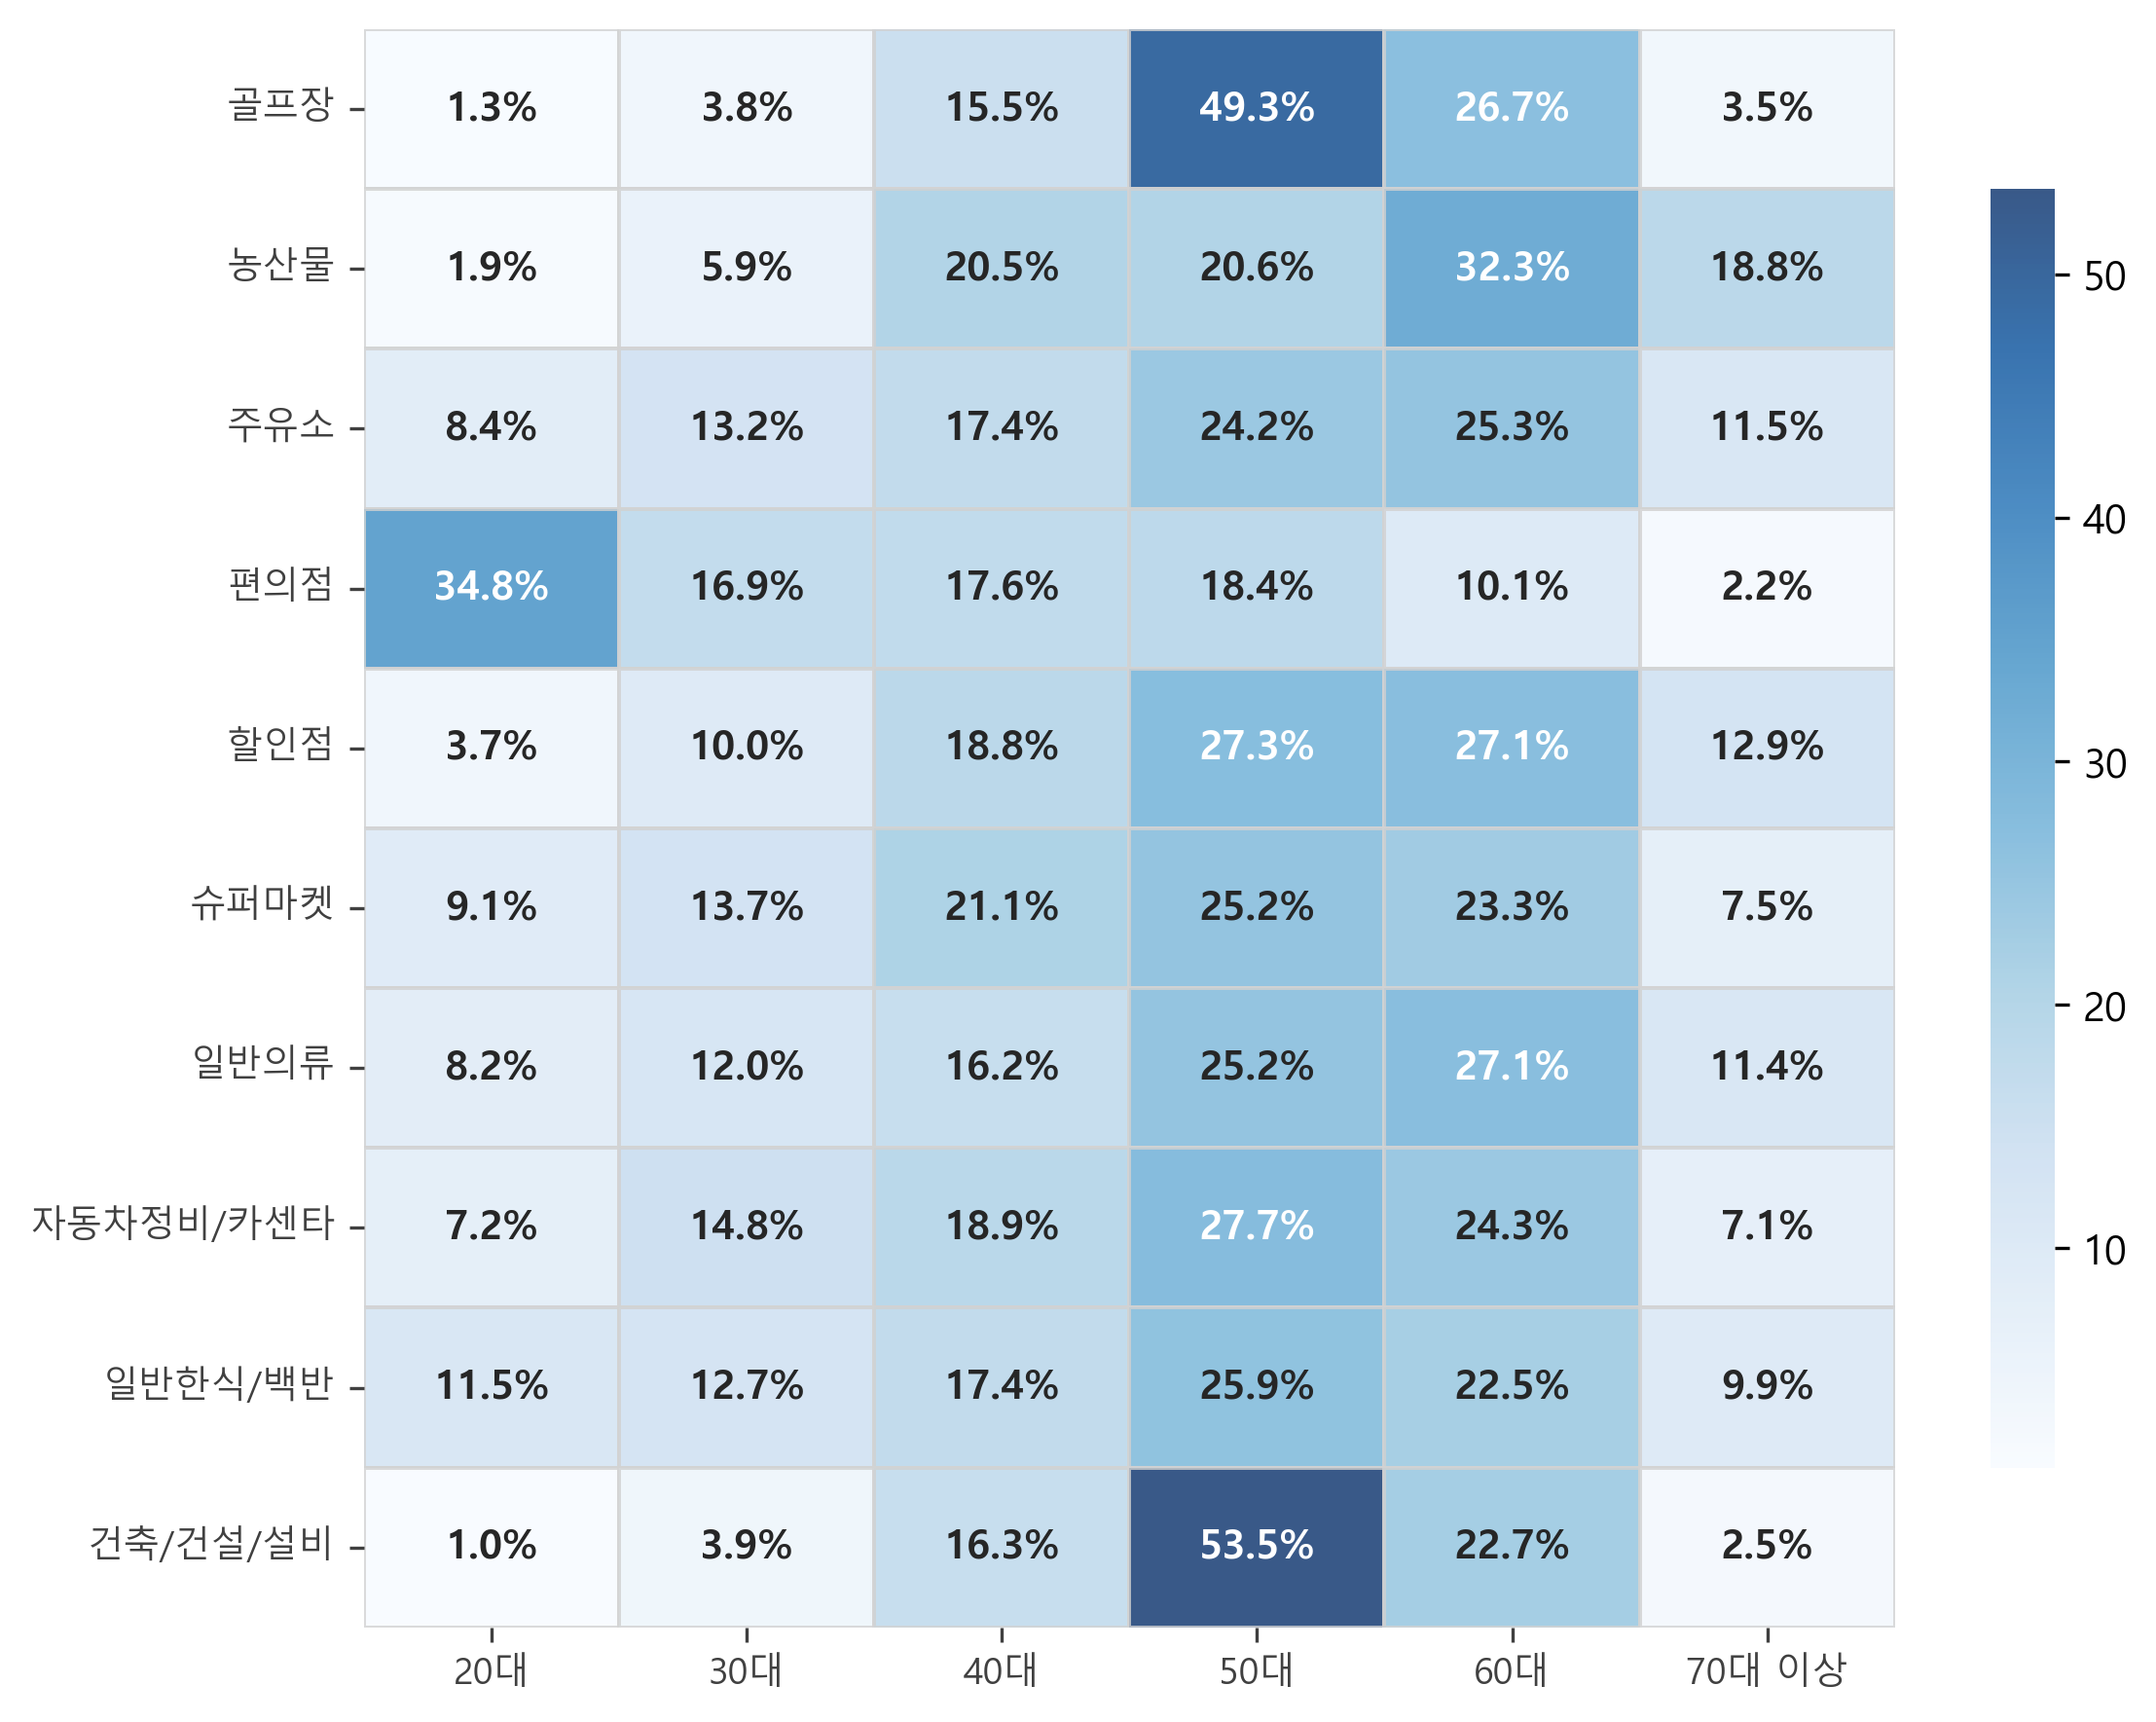 골프장 1.3% 3.8% 15.5% 49.3% 26.7% 3.5%
농산물 1.9% 5.9% 20.5% 20.6% 32.3% 18.8%
주유소 8.4% 13.2% 17.4% 24.2% 25.3% 11.5%
편의점 34.8% 16.9% 17.6% 18.4% 10.1% 2.2%
할인점 3.7% 10.0% 18.8% 27.3% 27.1% 12.9%
슈퍼마켓 9.1% 13.7% 21.1% 25.2% 23.3% 7.5%
일반의류 8.2% 12.0% 16.2% 25.2% 27.1% 11.4%
자동차정비/카센타 7.2% 14.8% 18.9% 27.7% 24.3% 7.1%
일반한식/백반 11.5% 12.7% 17.4% 25.9% 22.5% 9.9%
건축/건설/설비 1.0% 3.9% 16.3% 53.5% 22.7% 2.5%
20대 30대 40대 50대 60대 70대 이상
50
40
30
20
10